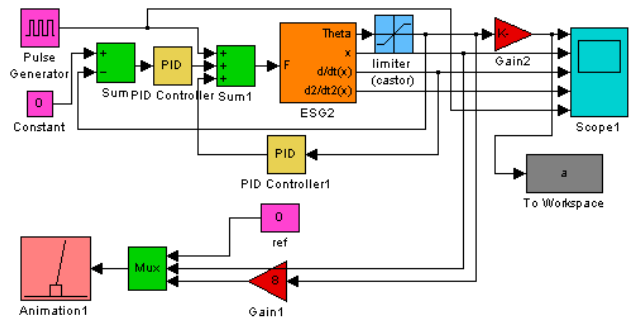 Pulse
Generator
0
Constant
Sum
PID
PID Controller
Sum1
F
Theta
x
d/dt(x)
d2/dt2(x)
ESG2
limiter
(castor)
K-
Gain2
Scope1
PID
PID Controller1
a
To Workspace
0
ref
Mux
Animation1
Gain1